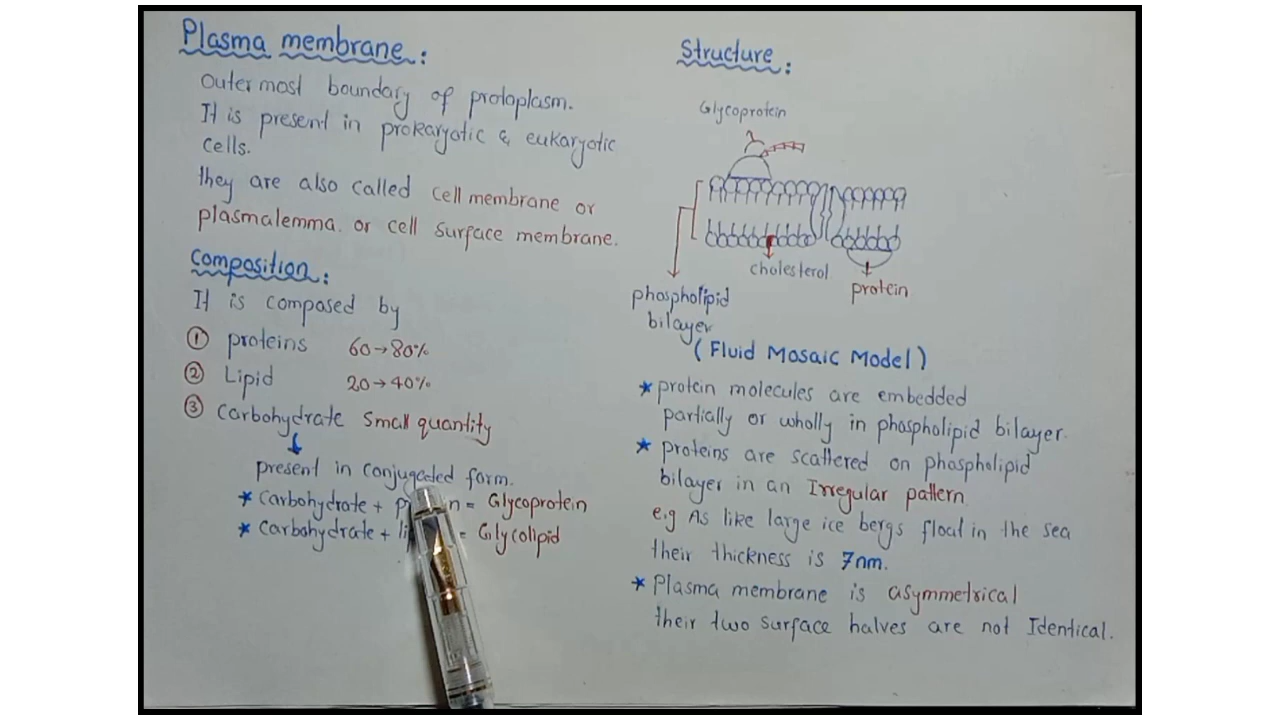 Plasma membrane :
Outer most boundary of protoplasm.
It is present in prokaryotic & eukaryotic
cells.
they are also called cell membrane or
plasmalemma. or cell surface membrane.
Composition :
It is composed by
① proteins 60→80%
② Lipid 20→40%
③ Carbohydrate Small quantity
present in conjugated form.
* Carbohydrate + = Glycoprotein
* Carbohydrate + = Glycolipid
Structure :
Glycoprotein
cholesterol
protein
phospholipid
bilayer
(Fluid Mosaic Model)
* protein molecules are embedded
partially or wholly in phospholipid bilayer.
* proteins are scattered on phospholipid
bilayer in an Irregular pattern.
e.g As like large ice bergs float in the sea
their thickness is 7nm.
* Plasma membrane is asymmetrical
their two surface halves are not Identical.